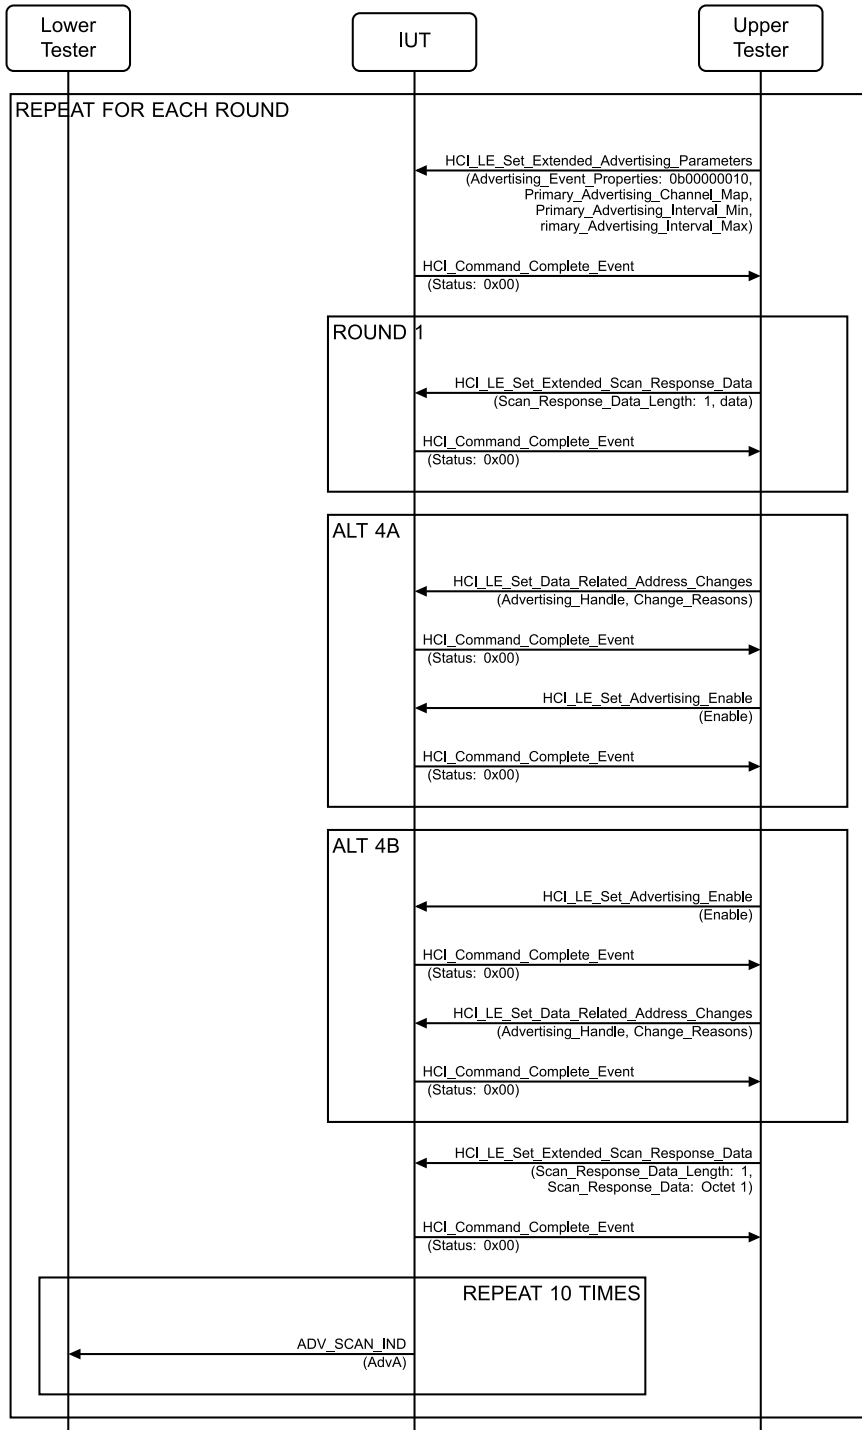 Lower
Tester
IUT
Upper
Tester
REPEAT FOR EACH ROUND
HCI_LE_Set_Extended_Advertising_Parameters
(Advertising_Event_Properties: 0b00000010,
Primary_Advertising_Channel_Map,
Primary_Advertising_Interval_Min,
rimary_Advertising_Interval_Max)
HCI_Command_Complete_Event
(Status: 0x00)
ROUND 1
HCI_LE_Set_Extended_Scan_Response_Data
(Scan_Response_Data_Length: 1, data)
HCI_Command_Complete_Event
(Status: 0x00)
ALT 4A
HCI_LE_Set_Data_Related_Address_Changes
(Advertising_Handle, Change_Reasons)
HCI_Command_Complete_Event
(Status: 0x00)
HCI_LE_Set_Advertising_Enable
(Enable)
HCI_Command_Complete_Event
(Status: 0x00)
ALT 4B
HCI_LE_Set_Advertising_Enable
(Enable)
HCI_Command_Complete_Event
(Status: 0x00)
HCI_LE_Set_Data_Related_Address_Changes
(Advertising_Handle, Change_Reasons)
HCI_Command_Complete_Event
(Status: 0x00)
HCI_LE_Set_Extended_Scan_Response_Data
(Scan_Response_Data_Length: 1,
Scan_Response_Data: Octet 1)
HCI_Command_Complete_Event
(Status: 0x00)
REPEAT 10 TIMES
ADV_SCAN_IND
(AdvA)